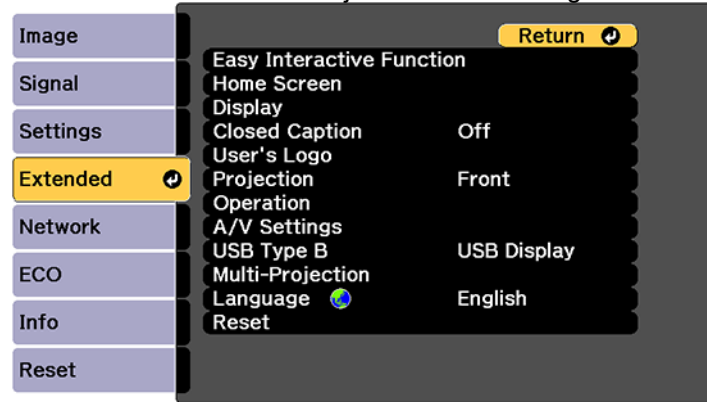 Image
Signal
Settings
Extended
Network
ECO
Info
Reset
Return
Easy Interactive Function
Home Screen
Display
Closed Caption Off
User's Logo
Projection Front
Operation
A/V Settings
USB Type B USB Display
Multi-Projection
Language English
Reset